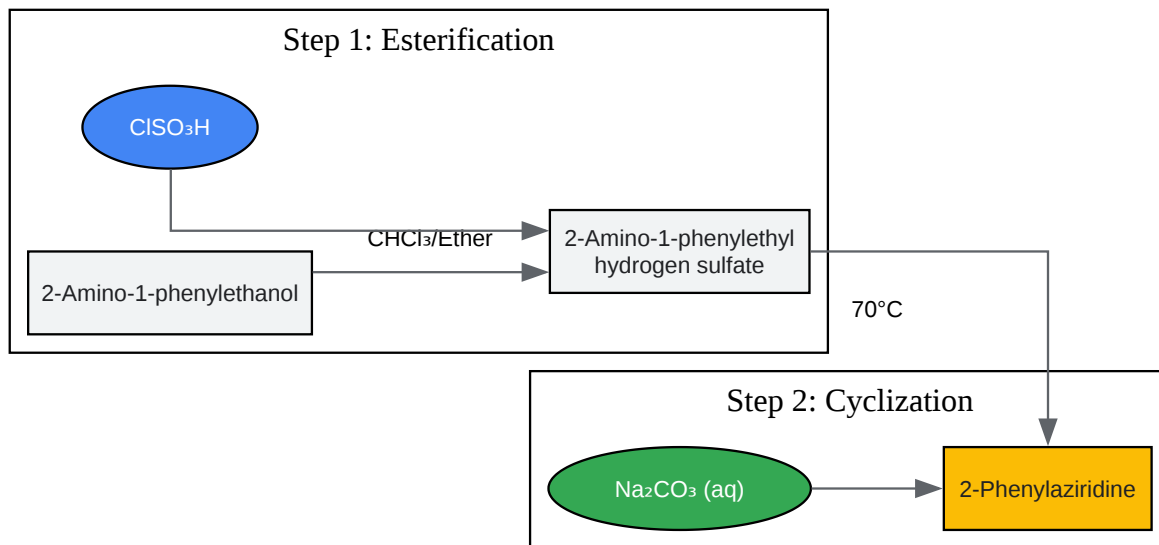 Step 1: Esterification
ClSO₃H
CHCl₃/Ether
2-Amino-1-phenylethanol
2-Amino-1-phenylethyl
hydrogen sulfate
70°C
Step 2: Cyclization
Na₂CO₃ (aq)
2-Phenylaziridine